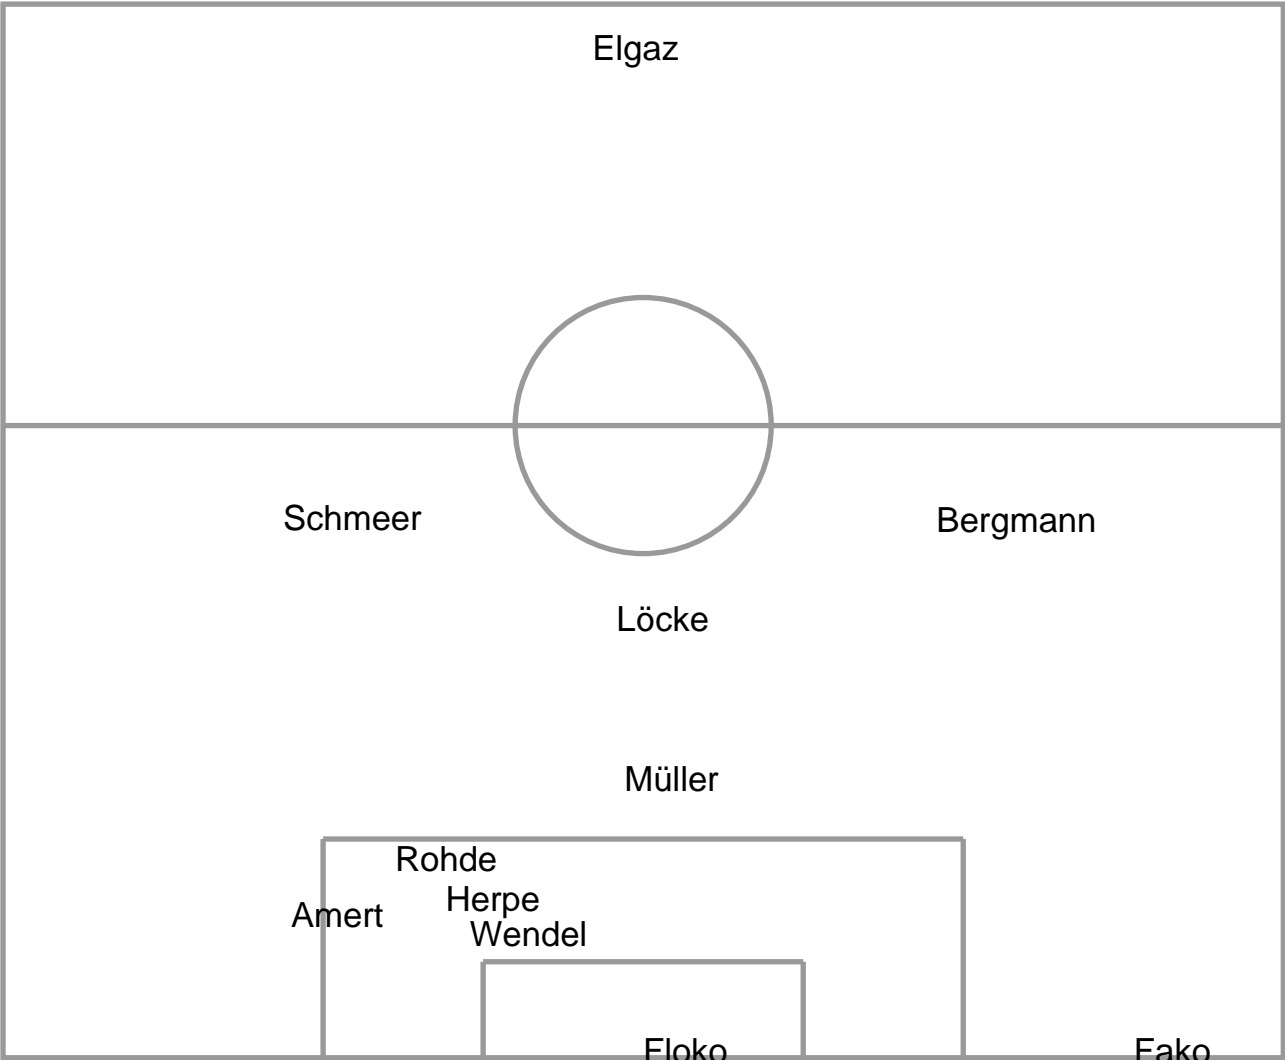 Elgaz
Schmeer
Bergmann
Löcke
Müller
Rohde
Herpe
Amert
Wendel
Floko
Fako